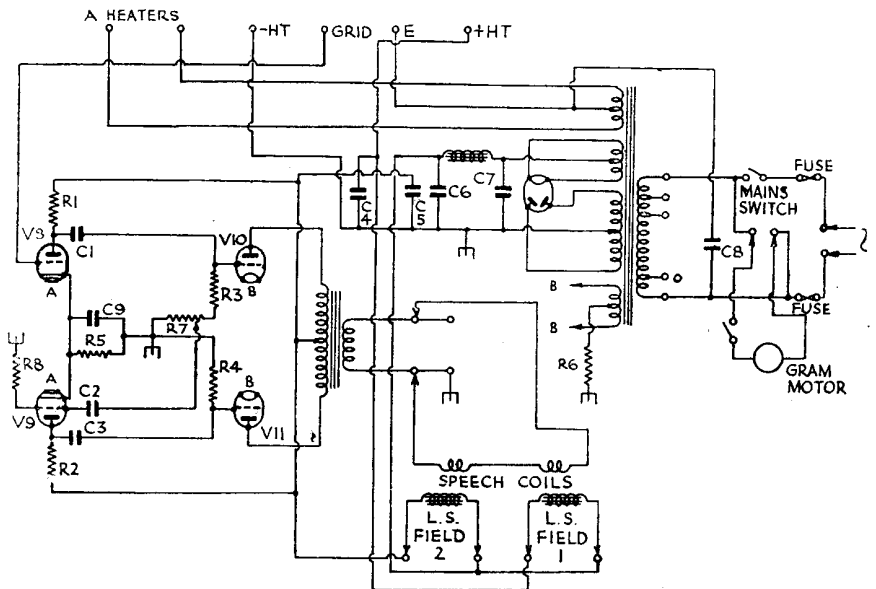 A HEATERS -HT GRID E +HT
R1
V8
C1
A
V10
B
R3
C9
R7
R5
R8
A
C2
V9
C3
R4
B
V11
R2
C4
C5
C6
C7
C8
MAINS SWITCH
FUSE
FUSE
GRAM MOTOR
B
B
R6
SPEECH COILS
L.S. FIELD 2
L.S. FIELD 1